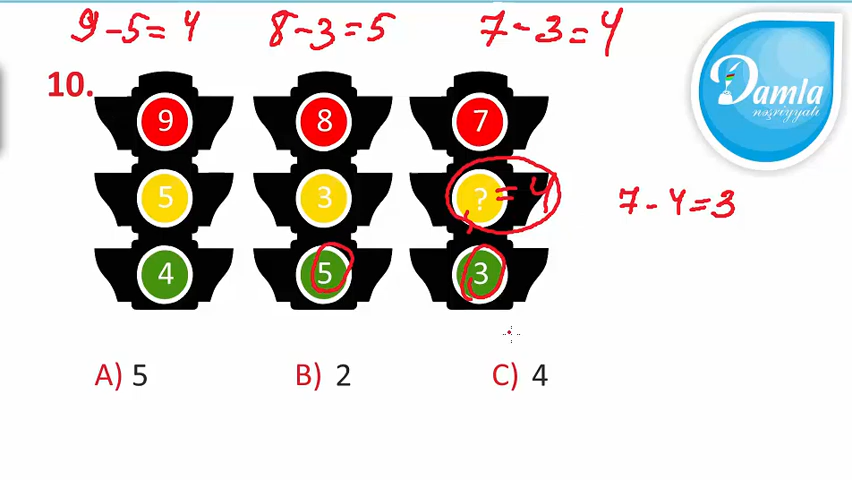 9-5=4 8-3=5 7-3=4
10.
9 8 7
5 3 ? =4 7-4=3
4 5 3
A) 5 B) 2 C) 4
Damla
nəşriyyatı